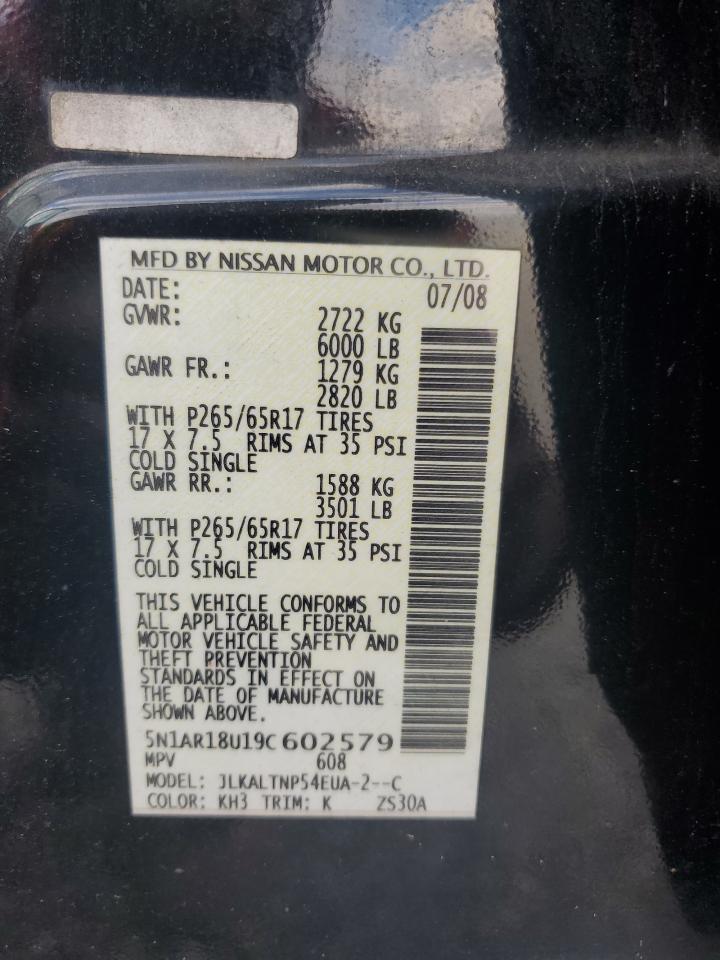 MFD BY NISSAN MOTOR CO., LTD.
DATE: 07/08
GVWR: 2722 KG
6000 LB
GAWR FR.: 1279 KG
2820 LB
WITH P265/65R17 TIRES
17 X 7.5 RIMS AT 35 PSI
COLD SINGLE
GAWR RR.: 1588 KG
3501 LB
WITH P265/65R17 TIRES
17 X 7.5 RIMS AT 35 PSI
COLD SINGLE
THIS VEHICLE CONFORMS TO
ALL APPLICABLE FEDERAL
MOTOR VEHICLE SAFETY AND
THEFT PREVENTION
STANDARDS IN EFFECT ON
THE DATE OF MANUFACTURE
SHOWN ABOVE.
5N1AR18U19C602579
MPV 608
MODEL: JLKALTNP54EUA-2--C
COLOR: KH3 TRIM: K ZS30A